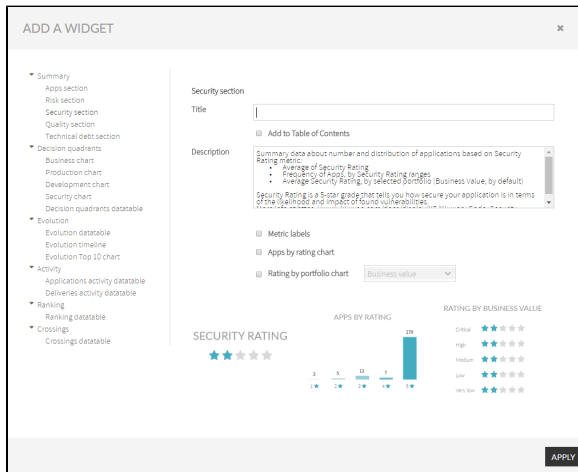 ADD A WIDGET
Summary
Apps section
Risk section
Security section
Quality section
Technical debt section
Decision quadrants
Business chart
Production chart
Development chart
Security chart
Decision quadrants datatable
Evolution
Evolution datatable
Evolution timeline
Evolution Top 10 chart
Activity
Applications activity datatable
Deliveries activity datatable
Ranking
Ranking datatable
Crossings
Crossings datatable
Security section
Title
Add to Table of Contents
Description
Summary data about number and distribution of applications based on Security
Rating metric:
• Average of Security Rating
• Frequency of Apps, by Security Rating ranges
• Average Security Rating, by selected portfolio (Business Value, by default)
Security Rating is a 5-star grade that tells you how secure your application is in terms
of the likelihood and impact of found vulnerabilities.
Metric labels
Apps by rating chart
Rating by portfolio chart
Business value
SECURITY RATING
APPS BY RATING
3 5 13 7 170
1★ 2★ 3★ 4★ 5★
RATING BY BUSINESS VALUE
Critical
High
Medium
Low
Very low
APPLY